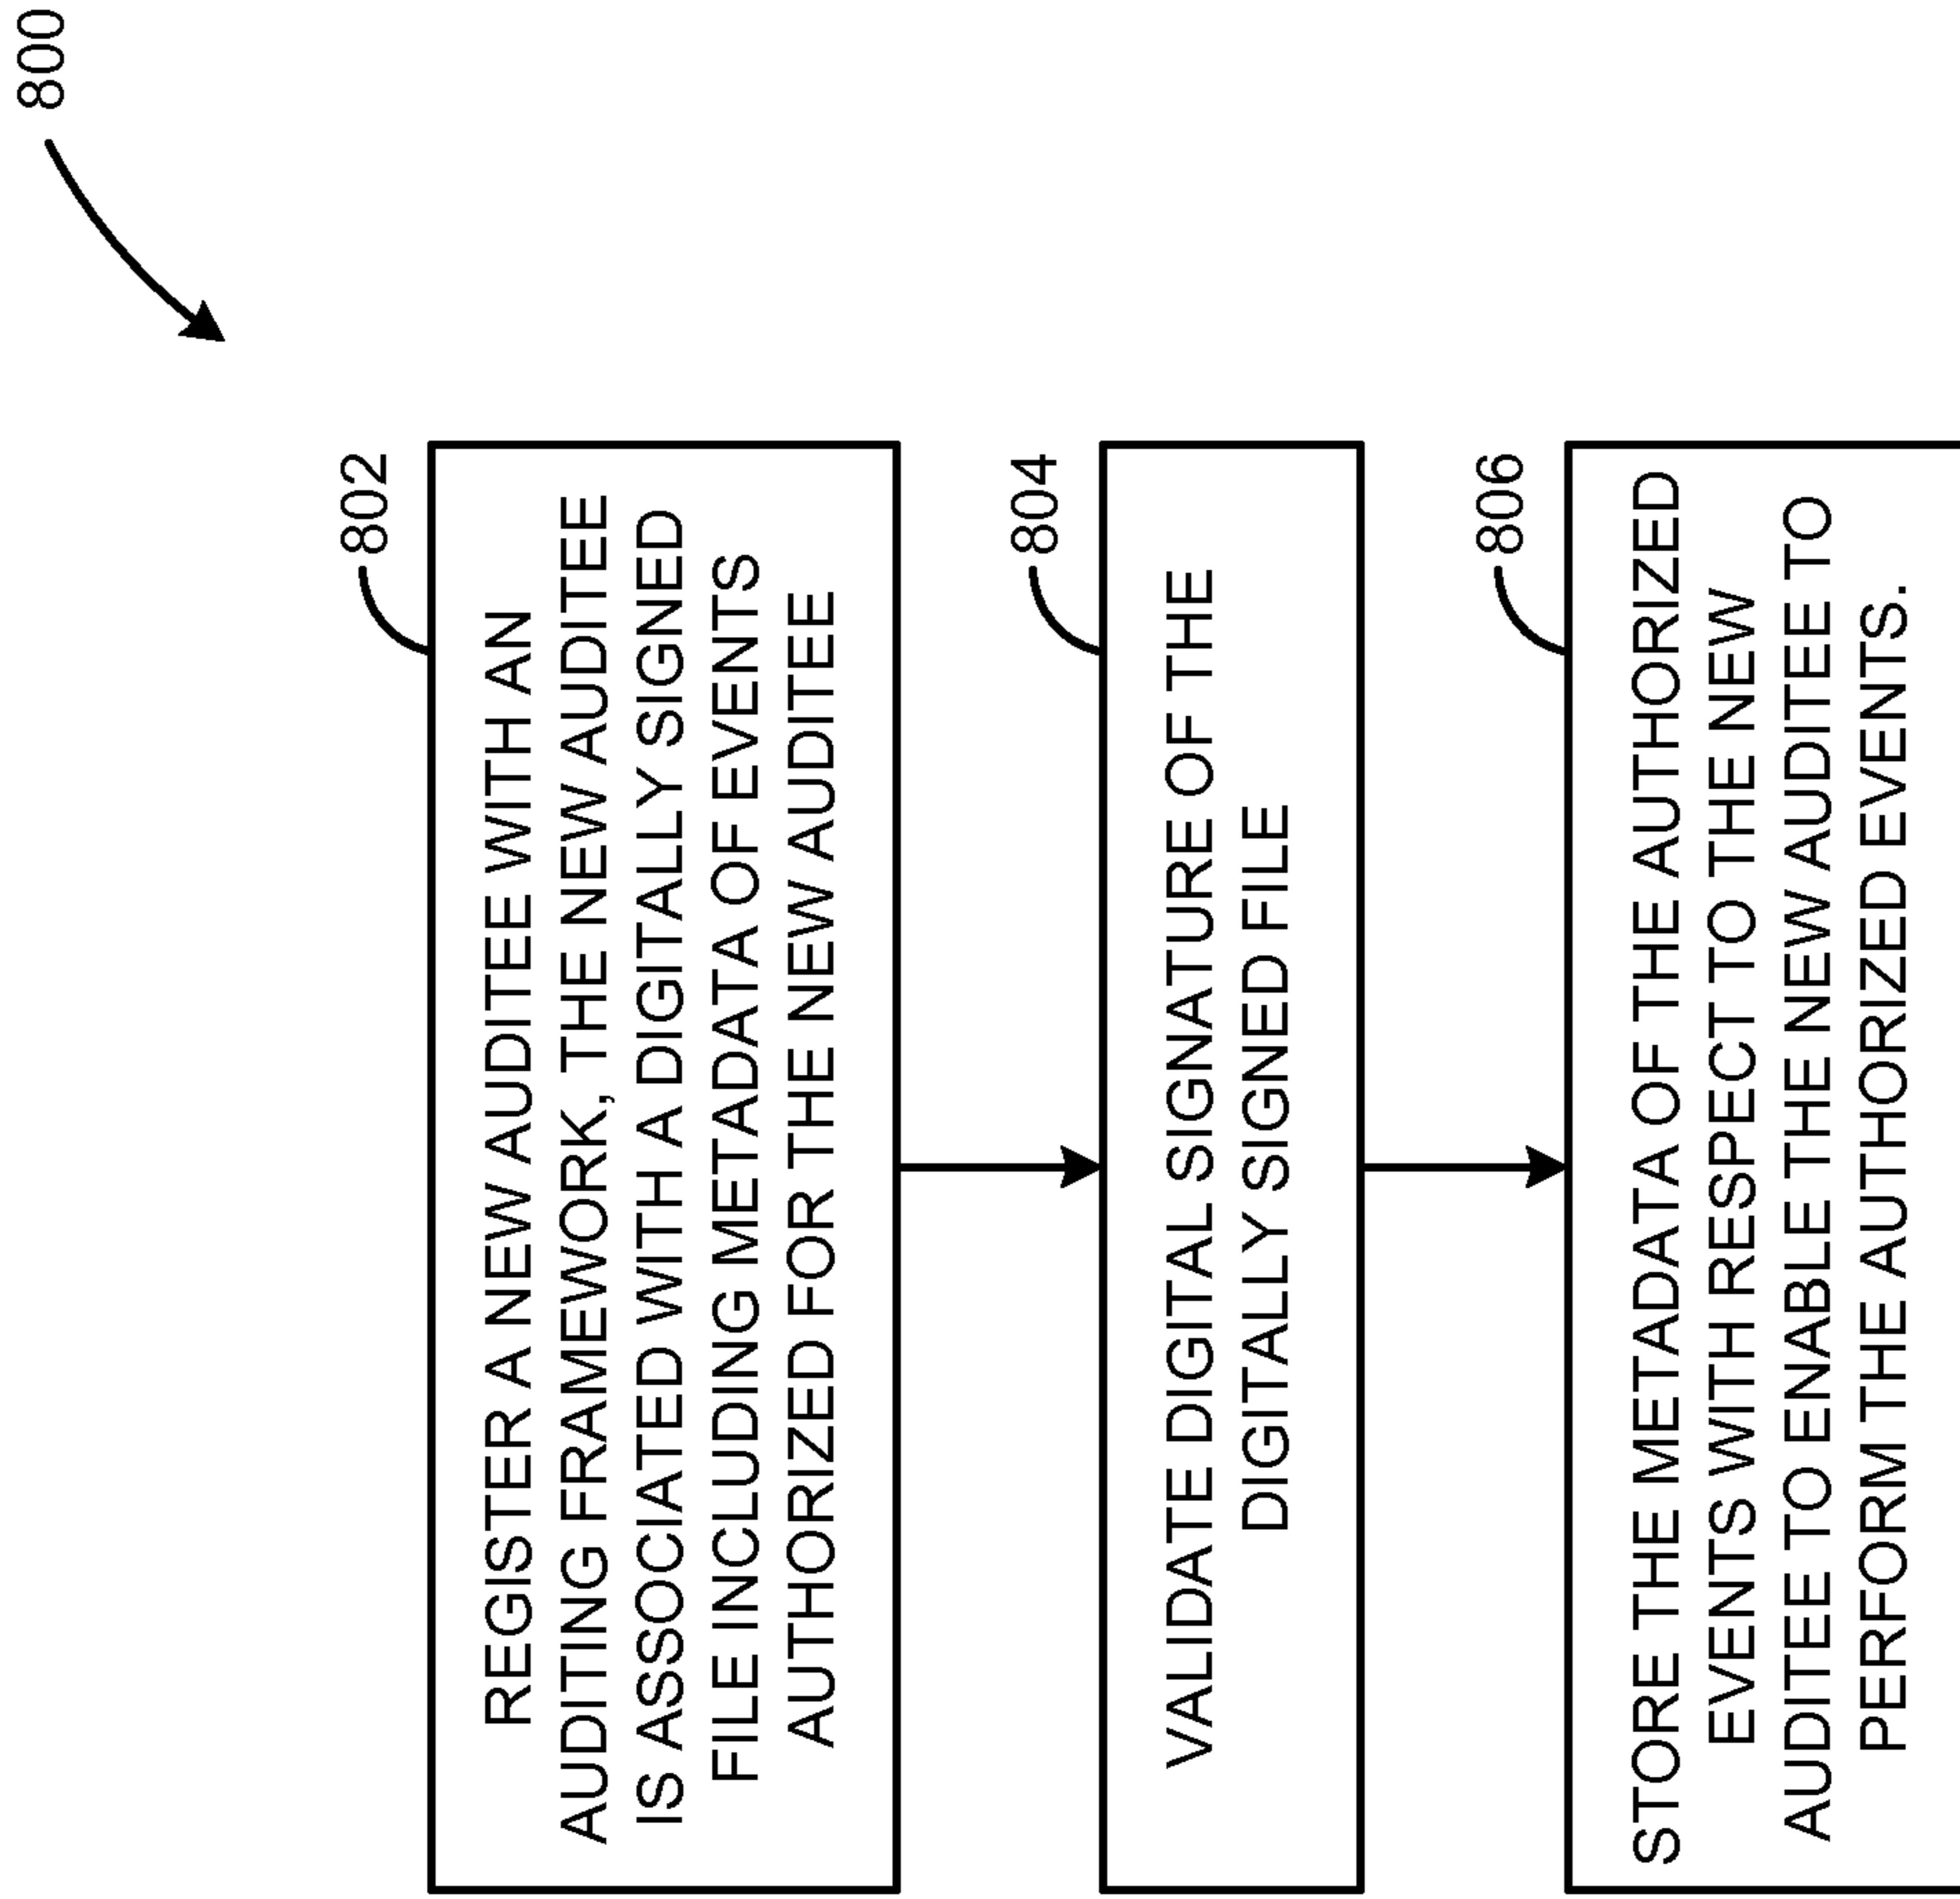 800
802
REGISTER A NEW AUDITEE WITH AN
AUDITING FRAMEWORK, THE NEW AUDITEE
IS ASSOCIATED WITH A DIGITALLY SIGNED
FILE INCLUDING METADATA OF EVENTS
AUTHORIZED FOR THE NEW AUDITEE
804
VALIDATE DIGITAL SIGNATURE OF THE
DIGITALLY SIGNED FILE
806
STORE THE METADATA OF THE AUTHORIZED
EVENTS WITH RESPECT TO THE NEW
AUDITEE TO ENABLE THE NEW AUDITEE TO
PERFORM THE AUTHORIZED EVENTS.